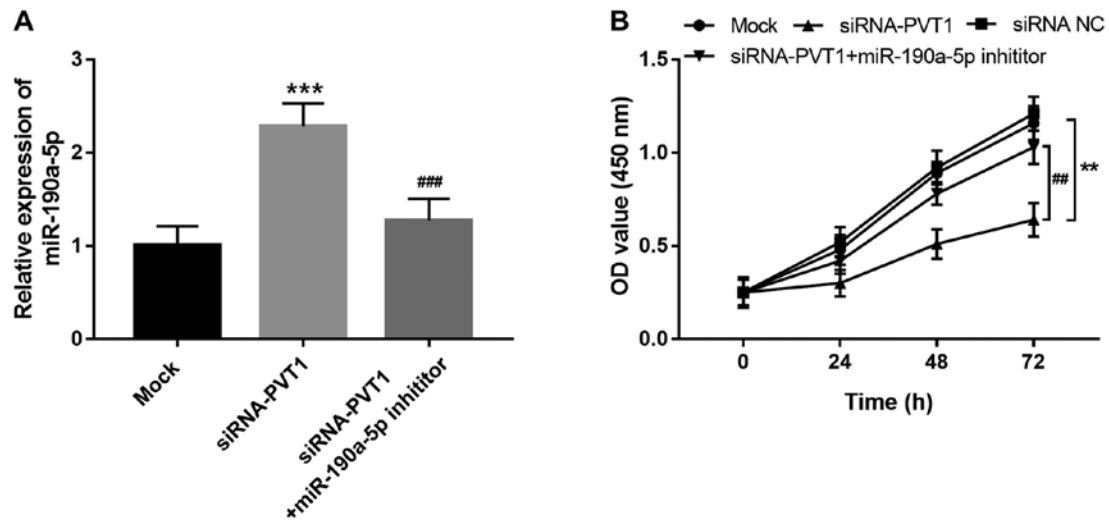 A
Relative expression of
miR-190a-5p
3
2
1
0
***
###
Mock
siRNA-PVT1
siRNA-PVT1
+miR-190a-5p inhititor
B
Mock siRNA-PVT1 siRNA NC
siRNA-PVT1+miR-190a-5p inhititor
OD value (450 nm)
1.5
1.0
0.5
0.0
##
**
0 24 48 72
Time (h)